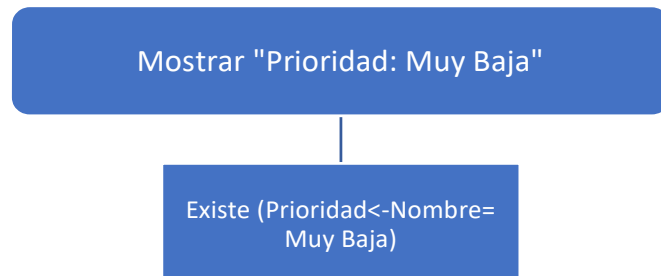 Mostrar "Prioridad: Muy Baja"
Existe (Prioridad<-Nombre=
Muy Baja)